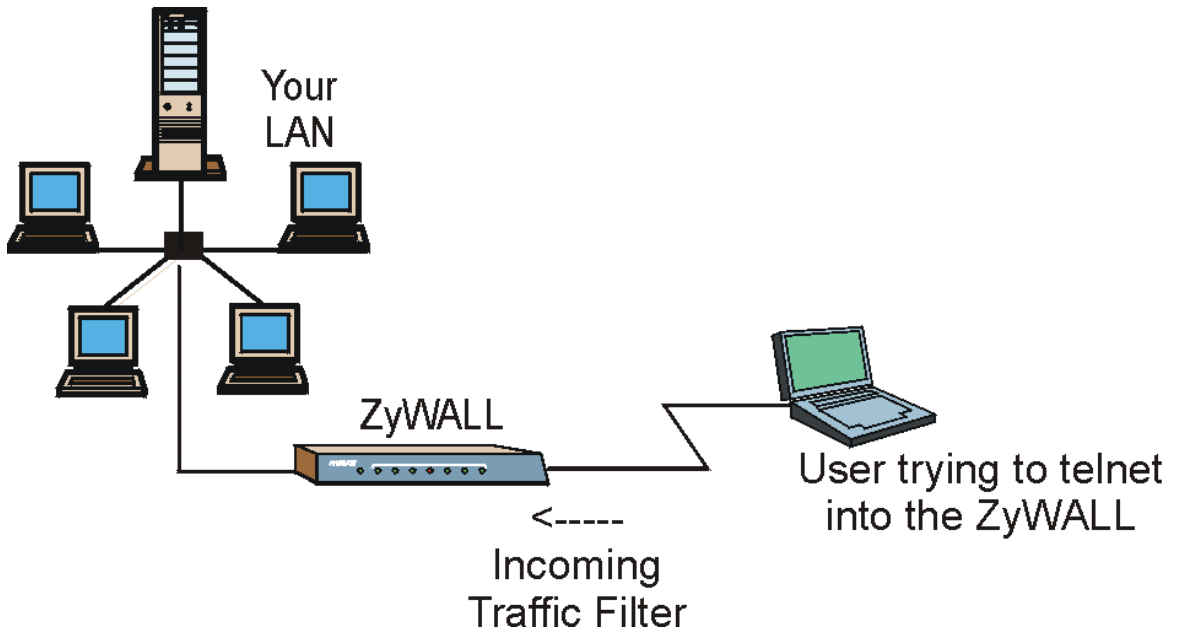 Your
LAN
ZyWALL
User trying to telnet
into the ZyWALL
<-----
Incoming
Traffic Filter